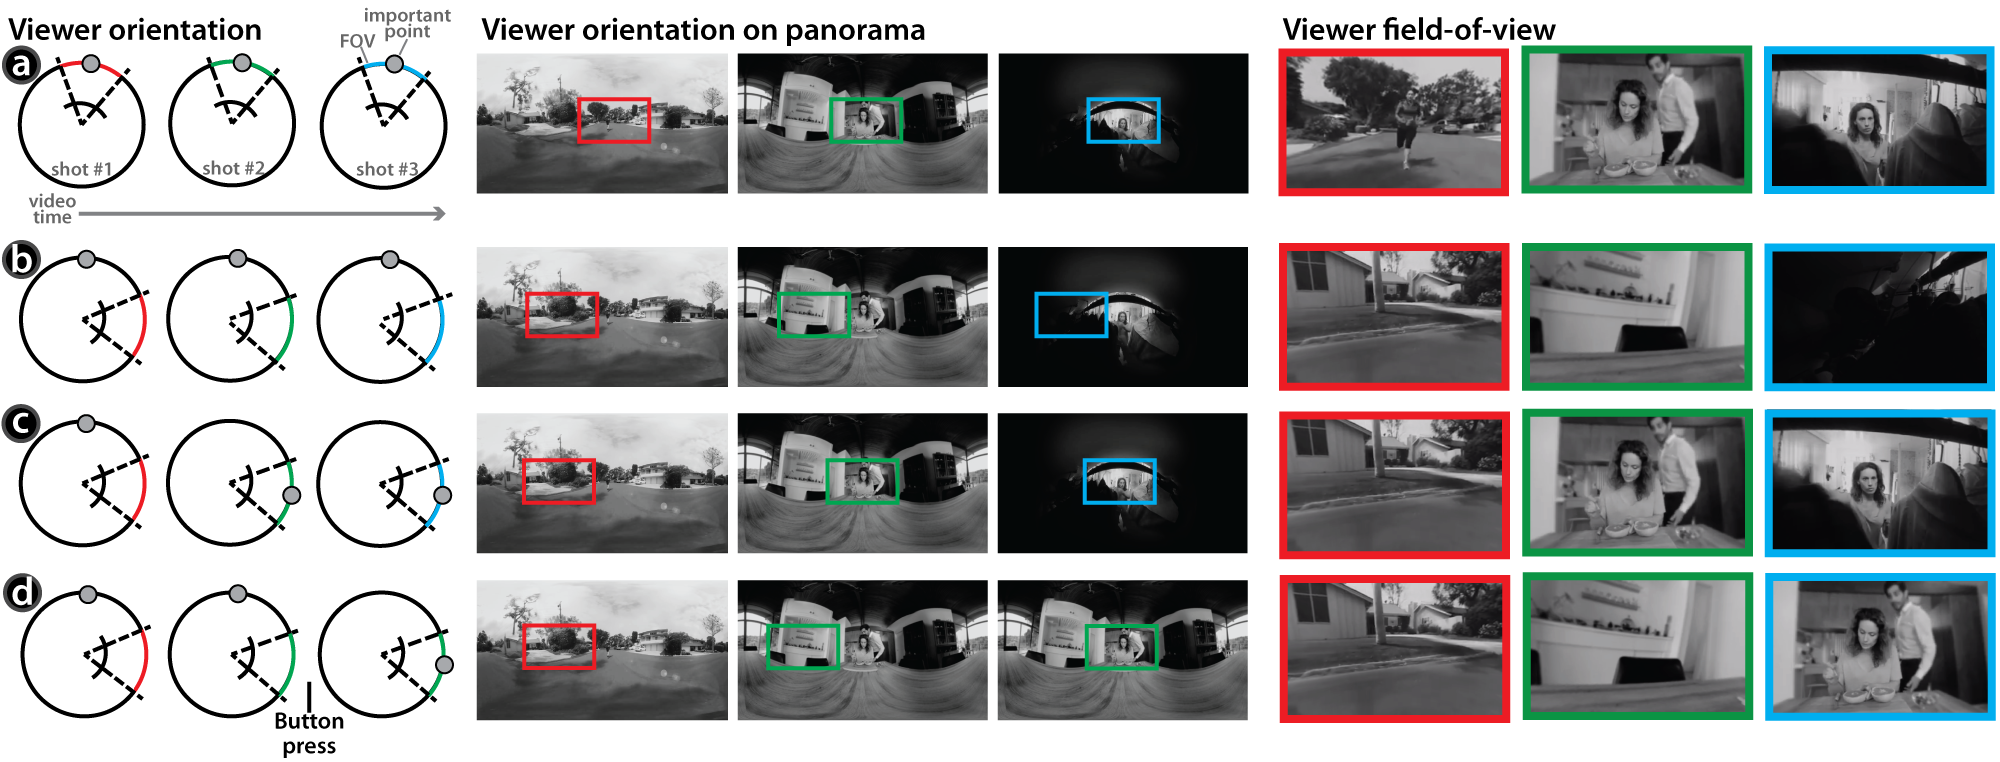 Viewer orientation
FOV
important
point
Viewer orientation on panorama
Viewer field-of-view
a
shot #1
shot #2
shot #3
video
time
b
c
d
Button
press